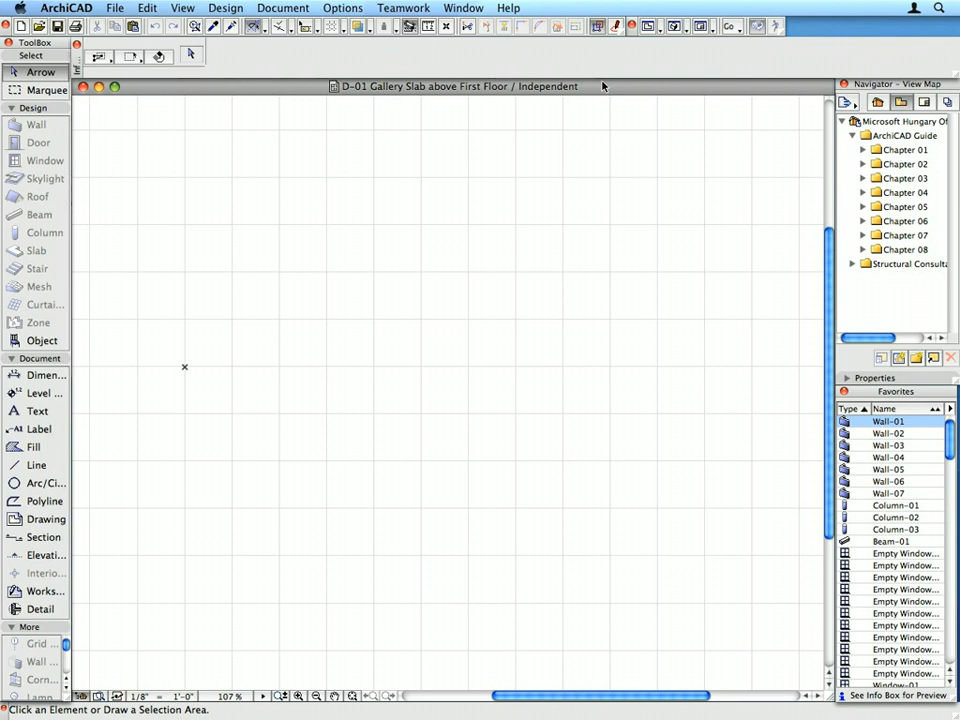 ArchiCAD File Edit View Design Document Options Teamwork Window Help
ToolBox
Select
Arrow
Marquee
Design
Wall
Door
Window
Skylight
Roof
Beam
Column
Slab
Stair
Mesh
Curtai...
Zone
Object
Document
Dimen...
Level ...
Text
Label
Fill
Line
Arc/Ci...
Polyline
Drawing
Section
Elevati...
Interio...
Works...
Detail
More
Grid ...
Wall ...
Corn...
Lamp
Go
D-01 Gallery Slab above First Floor / Independent
1/8" = 1'-0" 107 %
Click an Element or Draw a Selection Area.
Navigator - View Map
Microsoft Hungary Of
ArchiCAD Guide
Chapter 01
Chapter 02
Chapter 03
Chapter 04
Chapter 05
Chapter 06
Chapter 07
Chapter 08
Structural Consulta
Properties
Favorites
Type Name
Wall-01
Wall-02
Wall-03
Wall-04
Wall-05
Wall-06
Wall-07
Column-01
Column-02
Column-03
Beam-01
Empty Window...
Empty Window...
Empty Window...
Empty Window...
Empty Window...
Empty Window...
Empty Window...
Empty Window...
Empty Window...
Empty Window...
Empty Window...
Window-01
See Info Box for Preview